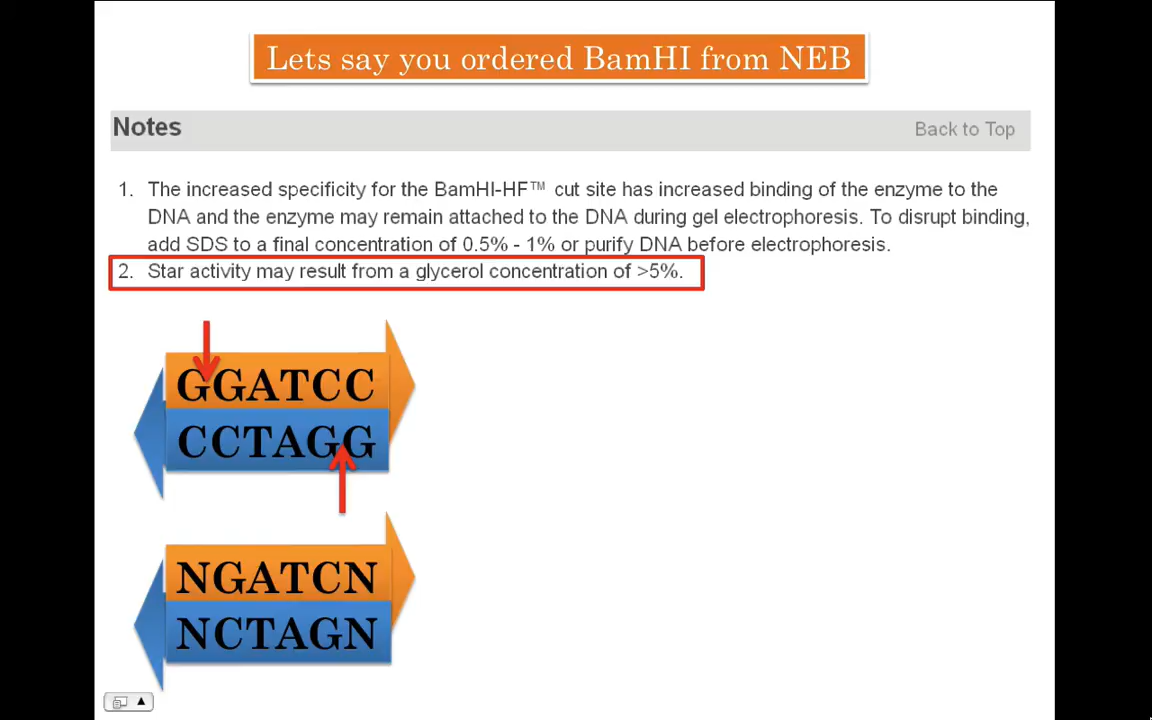 Lets say you ordered BamHI from NEB
Notes
Back to Top
1. The increased specificity for the BamHI-HF™ cut site has increased binding of the enzyme to the
DNA and the enzyme may remain attached to the DNA during gel electrophoresis. To disrupt binding,
add SDS to a final concentration of 0.5% - 1% or purify DNA before electrophoresis.
2. Star activity may result from a glycerol concentration of >5%.
GGATCC
CCTAGG
NGATCN
NCTAGN